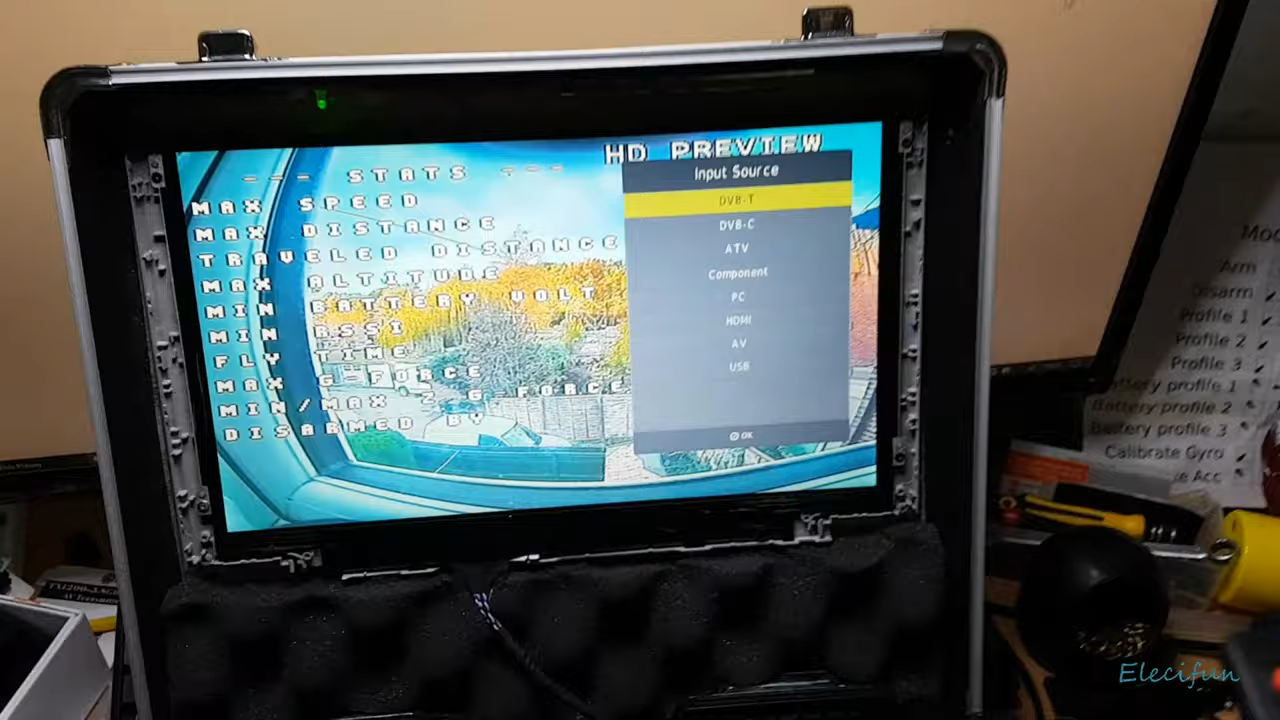 HD PREVIEW
--- STATS ---
MAX SPEED
MAX DISTANCE
TRAVELED DISTANCE
MAX ALTITUDE
MIN BATTERY VOLT
MIN RSSI
FLY TIME
MAX G-FORCE
MIN/MAX Z G-FORCE
DISARMED BY
Input Source
DVB-T
DVB-C
ATV
Component
PC
HDMI
AV
USB
OK
Arm
Disarm
Profile 1
Profile 2
Profile 3
ttery profile 1
Battery profile 2
Battery profile 3
Calibrate Gyro
Acc
Elecifun